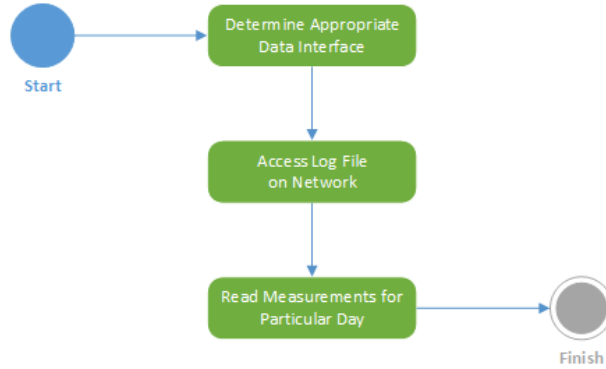 Determine Appropriate
Data Interface
Start
Access Log File
on Network
Read Measurements for
Particular Day
Finish